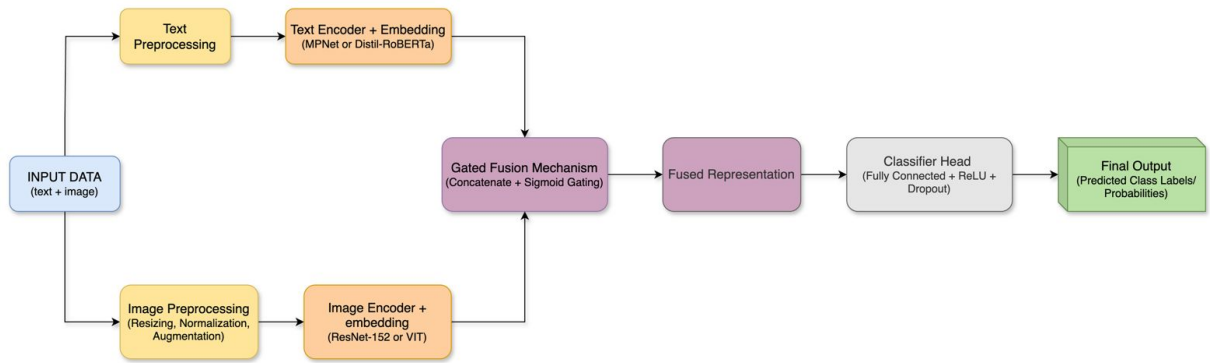 Text
Preprocessing
Text Encoder + Embedding
(MPNet or Distil-RoBERTa)
INPUT DATA
(text + image)
Image Preprocessing
(Resizing, Normalization,
Augmentation)
Image Encoder +
embedding
(ResNet-152 or VIT)
Gated Fusion Mechanism
(Concatenate + Sigmoid Gating)
Fused Representation
Classifier Head
(Fully Connected + ReLU +
Dropout)
Final Output
(Predicted Class Labels/
Probabilities)